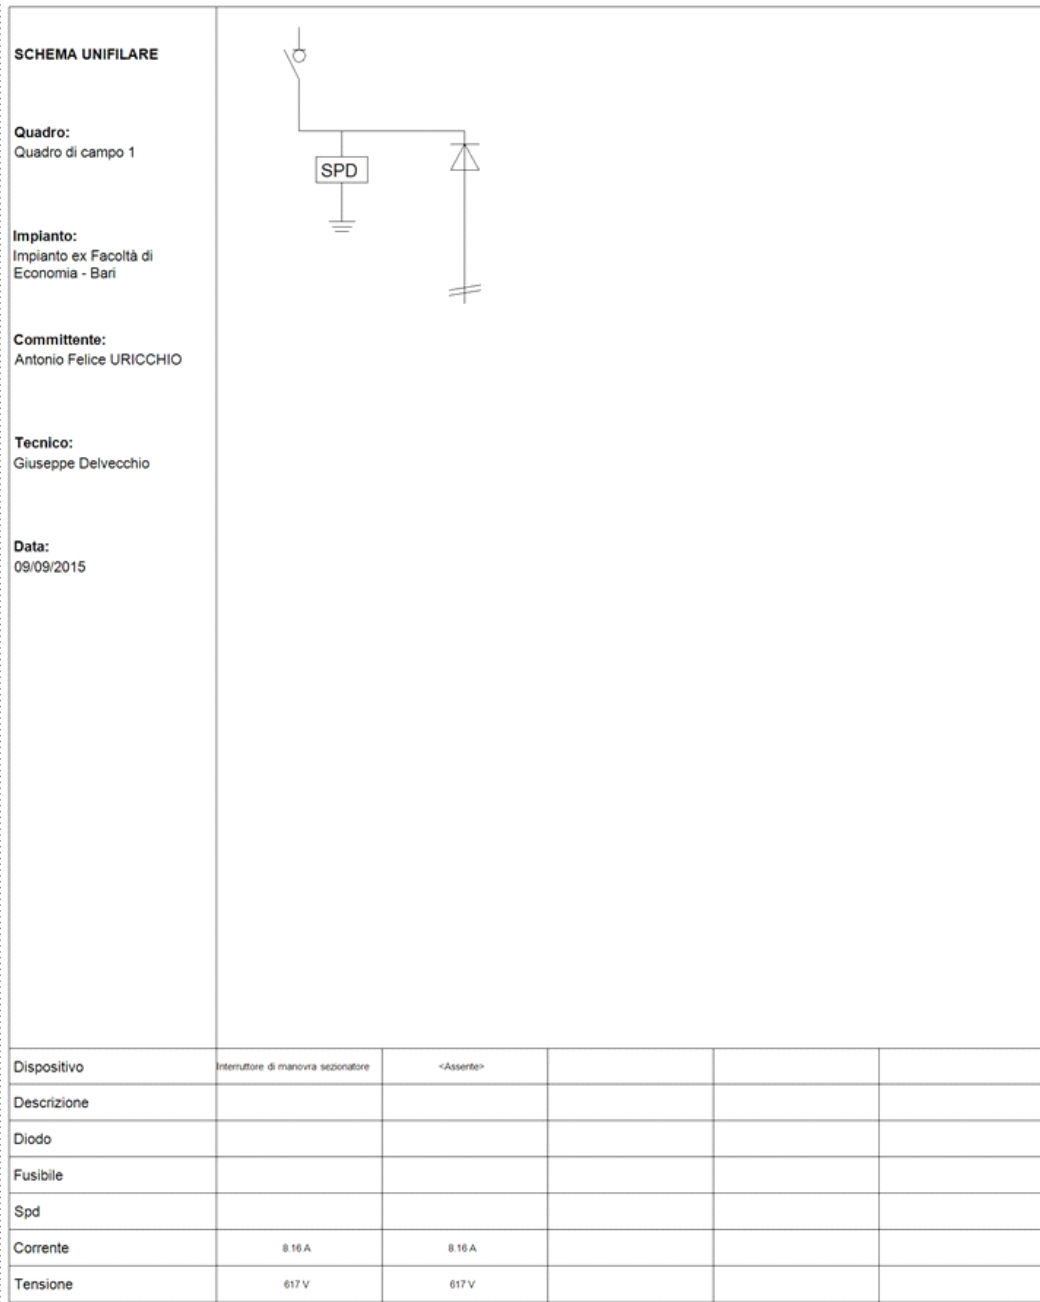 SCHEMA UNIFILARE
Quadro:
Quadro di campo 1
SPD
Impianto:
Impianto ex Facoltà di
Economia - Bari
Committente:
Antonio Felice URICCHIO
Tecnico:
Giuseppe Delvecchio
Data:
09/09/2015
Dispositivo Interruttore di manovra sezionatore <Assente>
Descrizione
Diodo
Fusibile
Spd
Corrente 8.16 A 8.16 A
Tensione 617 V 617 V